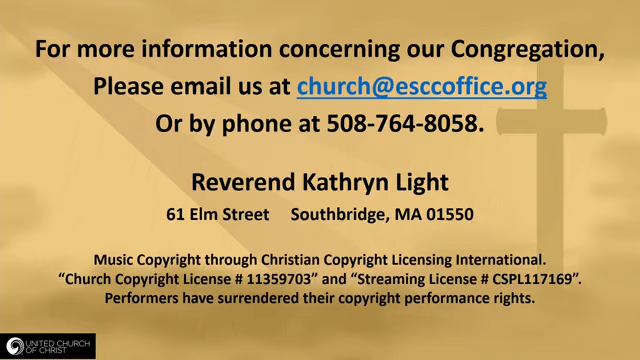 For more information concerning our Congregation,
Please email us at church@esccoffice.org
Or by phone at 508-764-8058.
Reverend Kathryn Light
61 Elm Street Southbridge, MA 01550
Music Copyright through Christian Copyright Licensing International.
“Church Copyright License # 11359703” and “Streaming License # CSPL117169”.
Performers have surrendered their copyright performance rights.
UNITED CHURCH
OF CHRIST